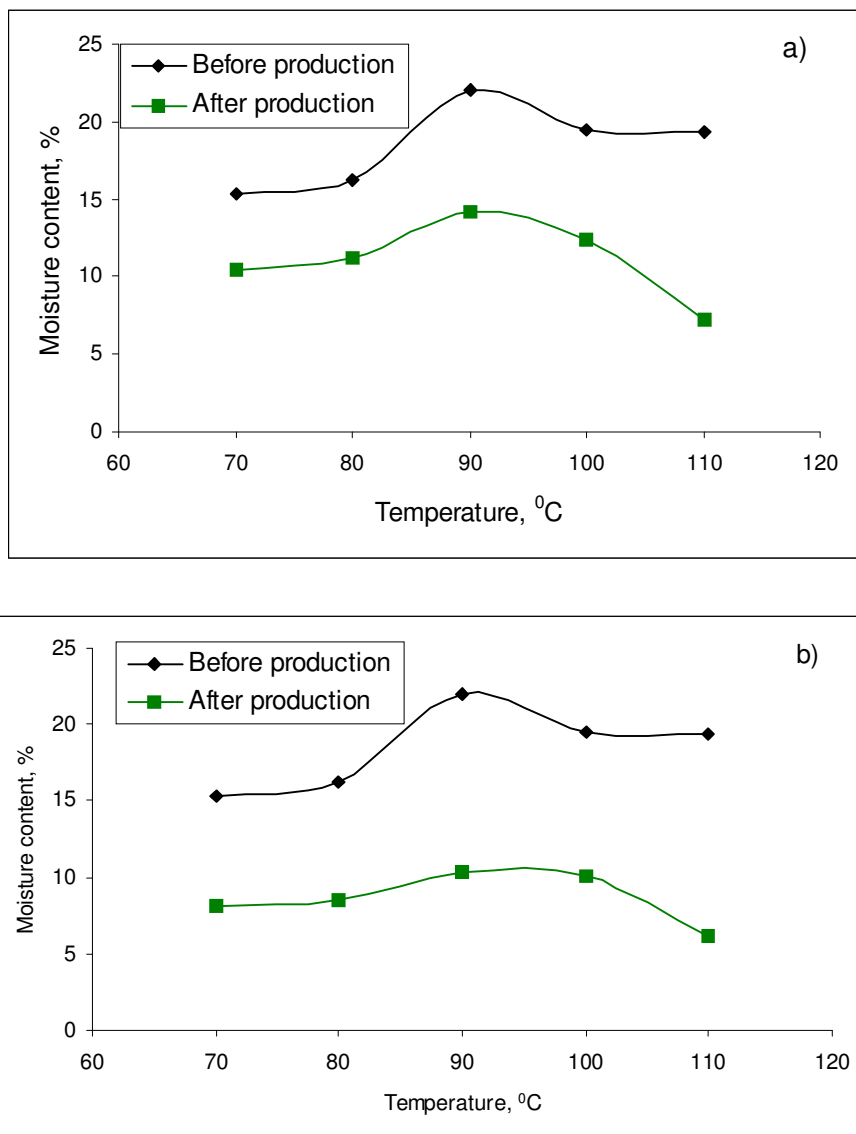 a)
Before production
After production
Moisture content, %
25
20
15
10
5
0
60 70 80 90 100 110 120
Temperature, ⁰C
b)
Before production
After production
Moisture content, %
25
20
15
10
5
0
60 70 80 90 100 110 120
Temperature, ⁰C